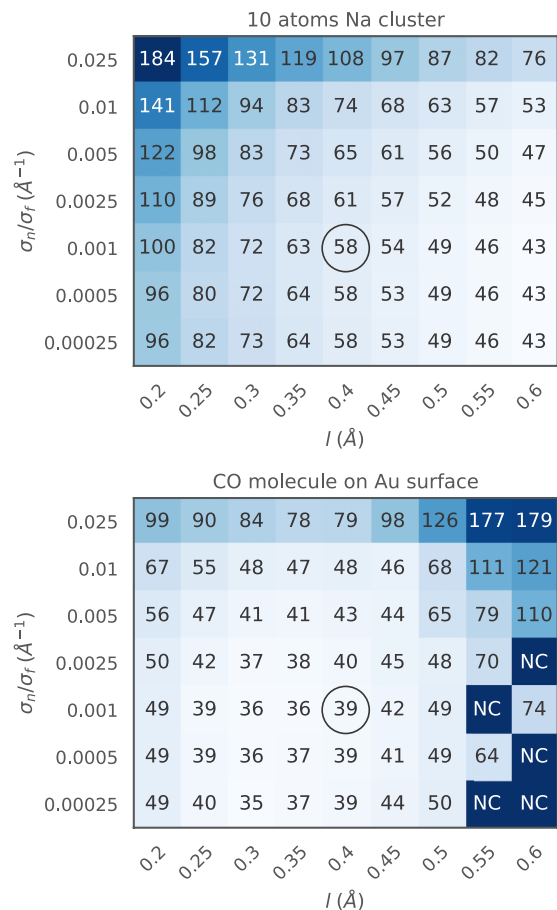 10 atoms Na cluster
0.025 184 157 131 119 108 97 87 82 76
0.01 141 112 94 83 74 68 63 57 53
0.005 122 98 83 73 65 61 56 50 47
0.0025 110 89 76 68 61 57 52 48 45
0.001 100 82 72 63 58 54 49 46 43
0.0005 96 80 72 64 58 53 49 46 43
0.00025 96 82 73 64 58 53 49 46 43
σn/σf (Å⁻¹)
0.2 0.25 0.3 0.35 0.4 0.45 0.5 0.55 0.6
l (Å)
CO molecule on Au surface
0.025 99 90 84 78 79 98 126 177 179
0.01 67 55 48 47 48 46 68 111 121
0.005 56 47 41 41 43 44 65 79 110
0.0025 50 42 37 38 40 45 48 70 NC
0.001 49 39 36 36 39 42 49 NC 74
0.0005 49 39 36 37 39 41 49 64 NC
0.00025 49 40 35 37 39 44 50 NC NC
σn/σf (Å⁻¹)
0.2 0.25 0.3 0.35 0.4 0.45 0.5 0.55 0.6
l (Å)